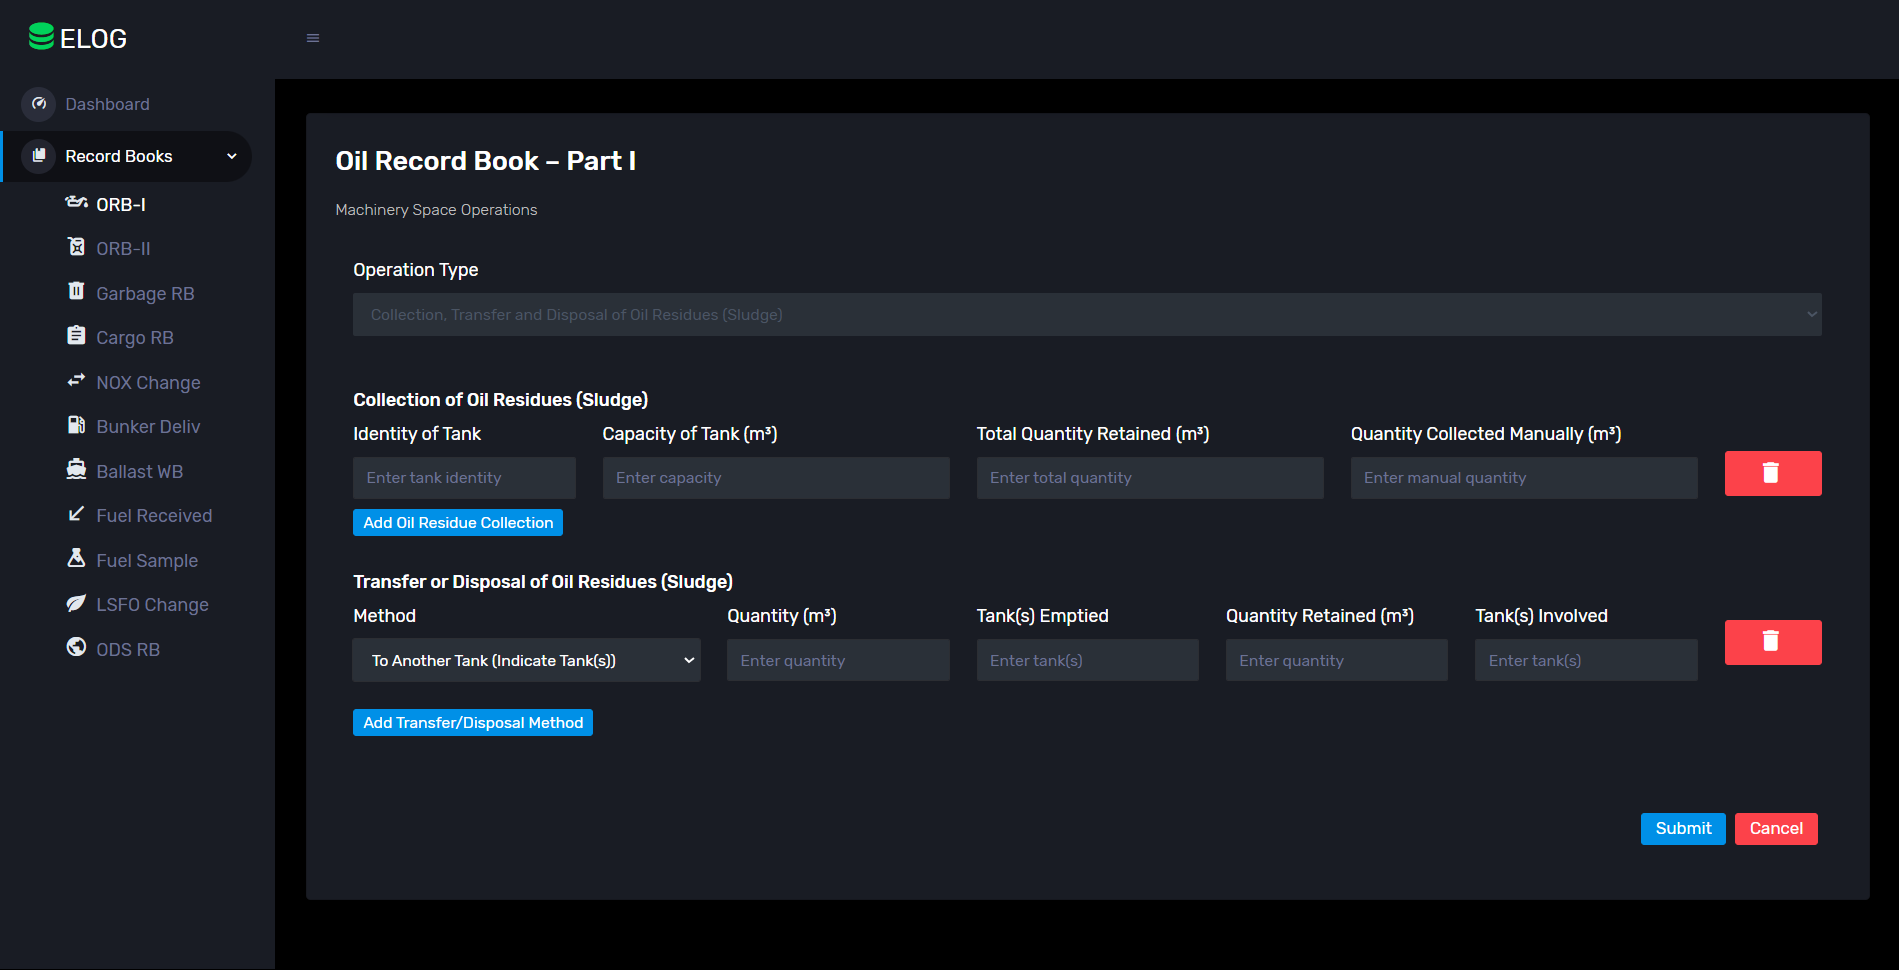 ELOG
Dashboard
Record Books
ORB-I
ORB-II
Garbage RB
Cargo RB
NOX Change
Bunker Deliv
Ballast WB
Fuel Received
Fuel Sample
LSFO Change
ODS RB
Oil Record Book – Part I
Machinery Space Operations
Operation Type
Collection, Transfer and Disposal of Oil Residues (Sludge)
Collection of Oil Residues (Sludge)
Identity of Tank Capacity of Tank (m³) Total Quantity Retained (m³) Quantity Collected Manually (m³)
Enter tank identity Enter capacity Enter total quantity Enter manual quantity
Add Oil Residue Collection
Transfer or Disposal of Oil Residues (Sludge)
Method Quantity (m³) Tank(s) Emptied Quantity Retained (m³) Tank(s) Involved
To Another Tank (Indicate Tank(s)) Enter quantity Enter tank(s) Enter quantity Enter tank(s)
Add Transfer/Disposal Method
Submit Cancel